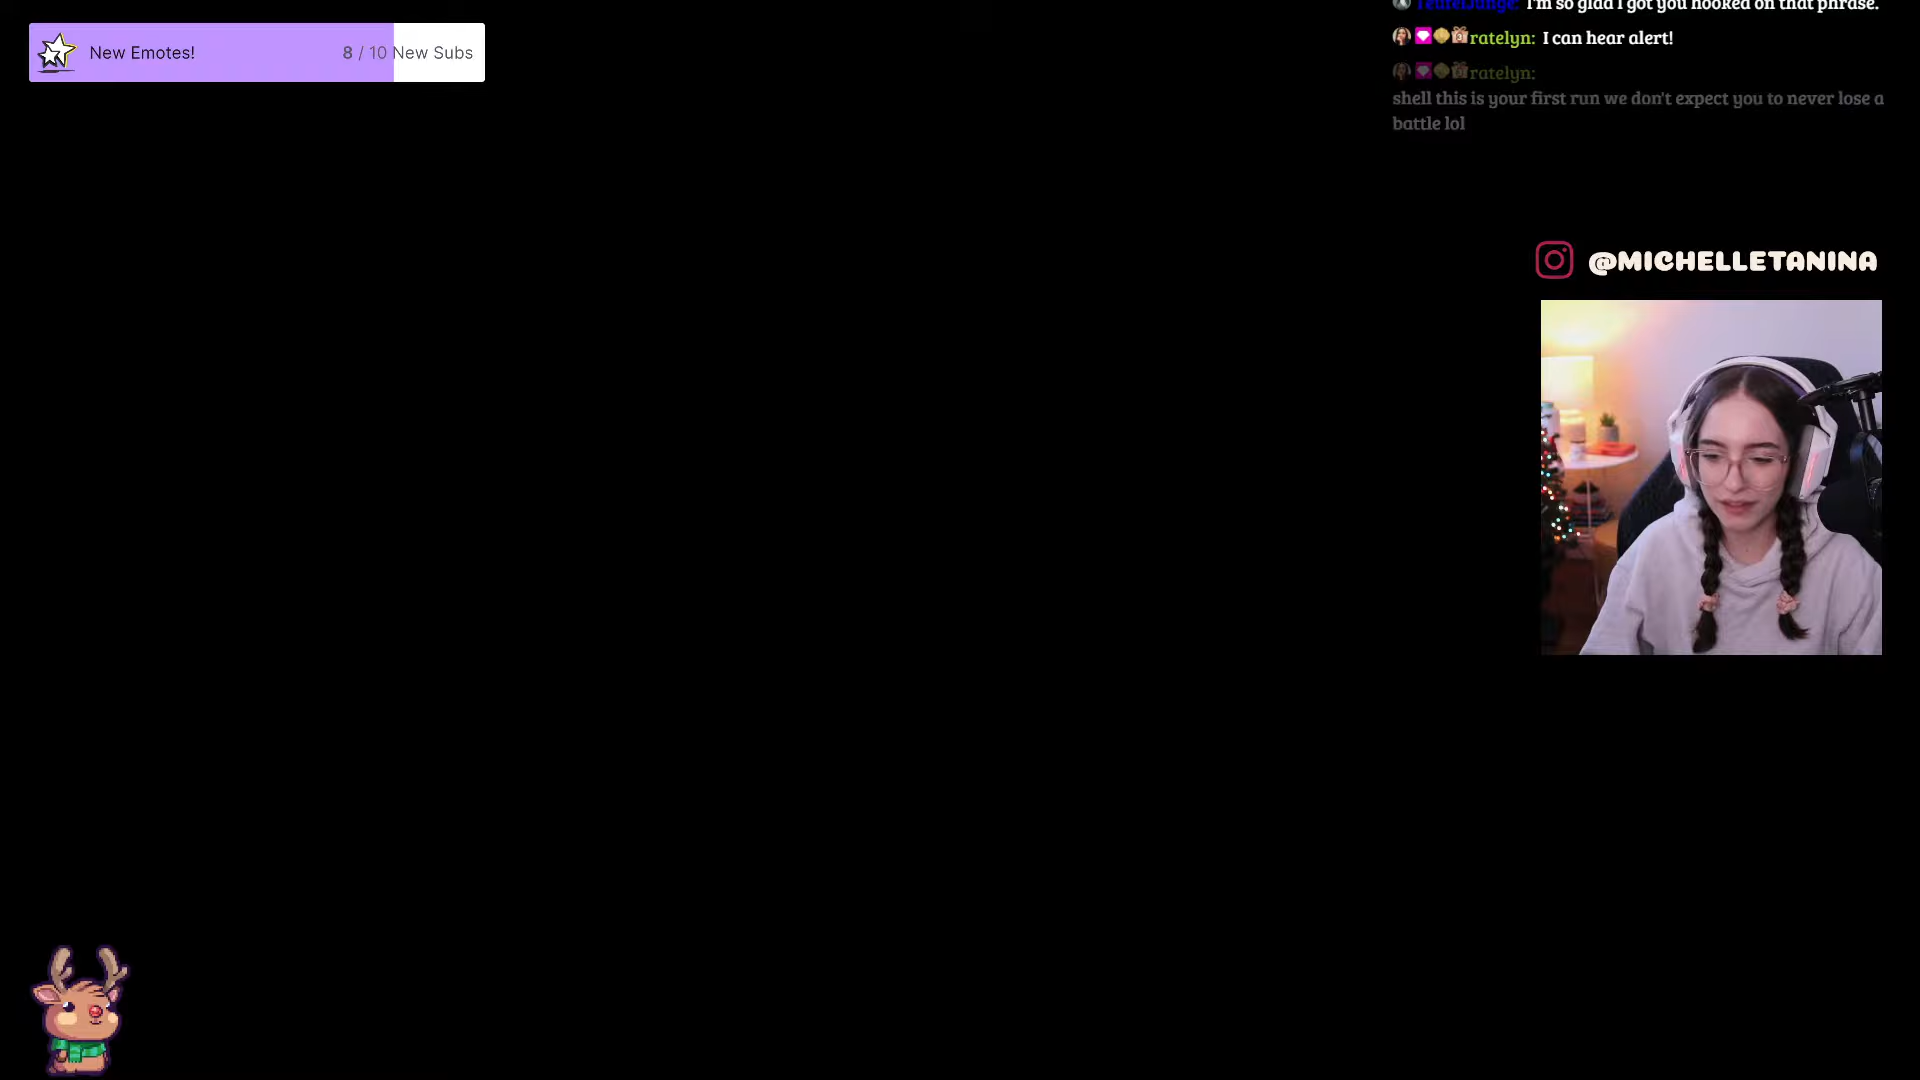 New Emotes! 8 / 10 New Subs
TeufelJunge: I'm so glad I got you hooked on that phrase.
ratelyn: I can hear alert!
ratelyn:
shell this is your first run we don't expect you to never lose a
battle lol
@MICHELLETANINA